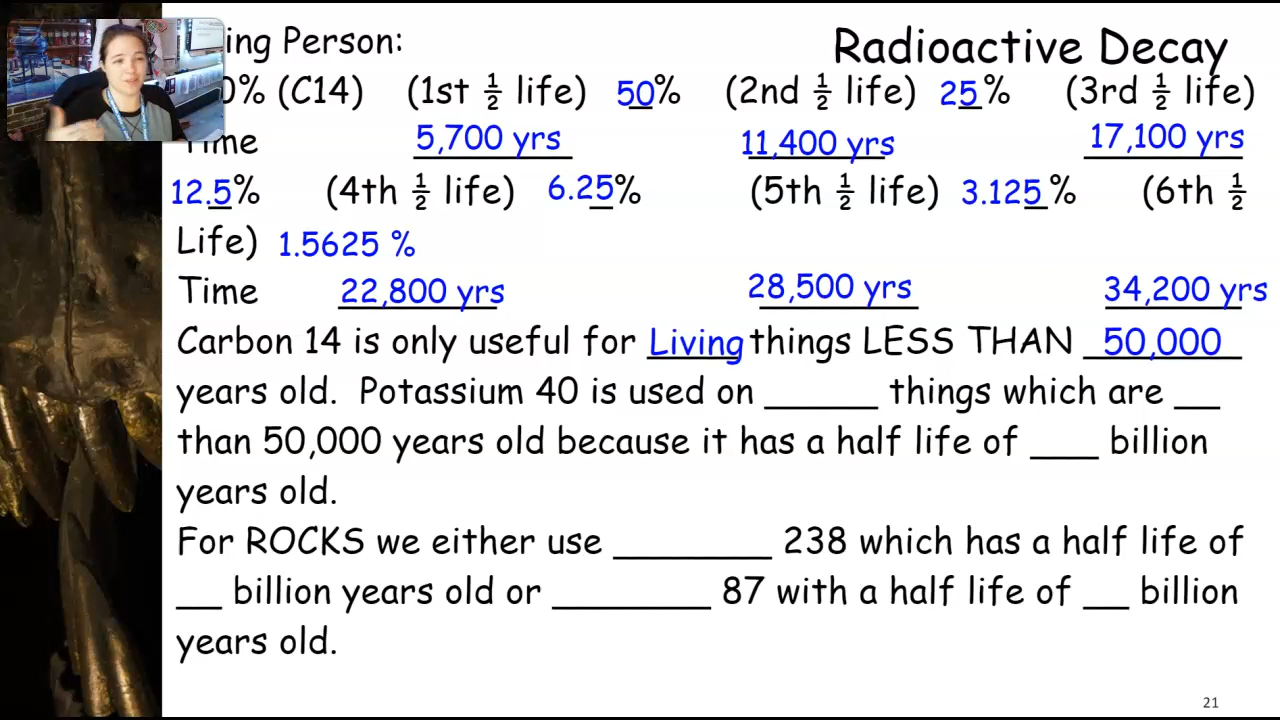 Radioactive Decay
ing Person:
0% (C14) (1st ½ life) 50% (2nd ½ life) 25% (3rd ½ life)
Time 5,700 yrs 11,400 yrs 17,100 yrs
12.5% (4th ½ life) 6.25% (5th ½ life) 3.125% (6th ½
Life) 1.5625 %
Time 22,800 yrs 28,500 yrs 34,200 yrs
Carbon 14 is only useful for Living things LESS THAN 50,000
years old. Potassium 40 is used on _____ things which are __
than 50,000 years old because it has a half life of ___ billion
years old.
For ROCKS we either use _______ 238 which has a half life of
__ billion years old or _______ 87 with a half life of __ billion
years old.
21